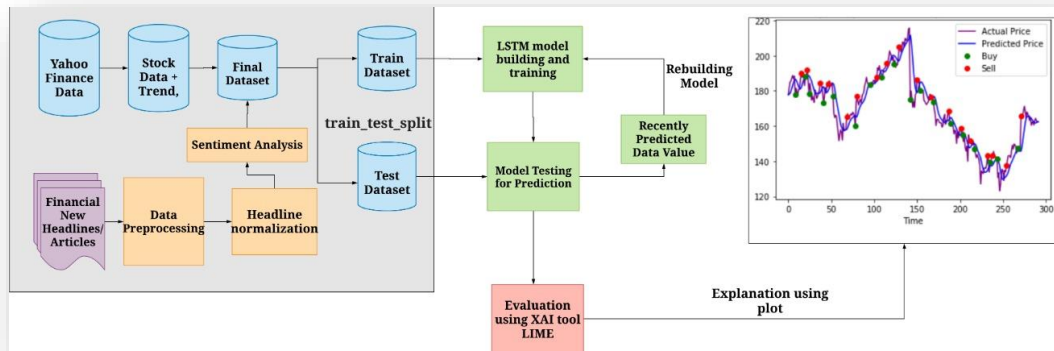 Yahoo
Finance
Data
Stock
Data +
Trend,
Final
Dataset
Train
Dataset
LSTM model
building and
training
Rebuilding
Model
train_test_split
Sentiment Analysis
Test
Dataset
Model Testing
for Prediction
Recently
Predicted
Data Value
Financial
New
Headlines/
Articles
Data
Preprocessing
Headline
normalization
Evaluation
using XAI tool
LIME
Explanation using
plot
220
200
180
160
140
120
0
50
100
150
200
250
300
Time
Actual Price
Predicted Price
Buy
Sell